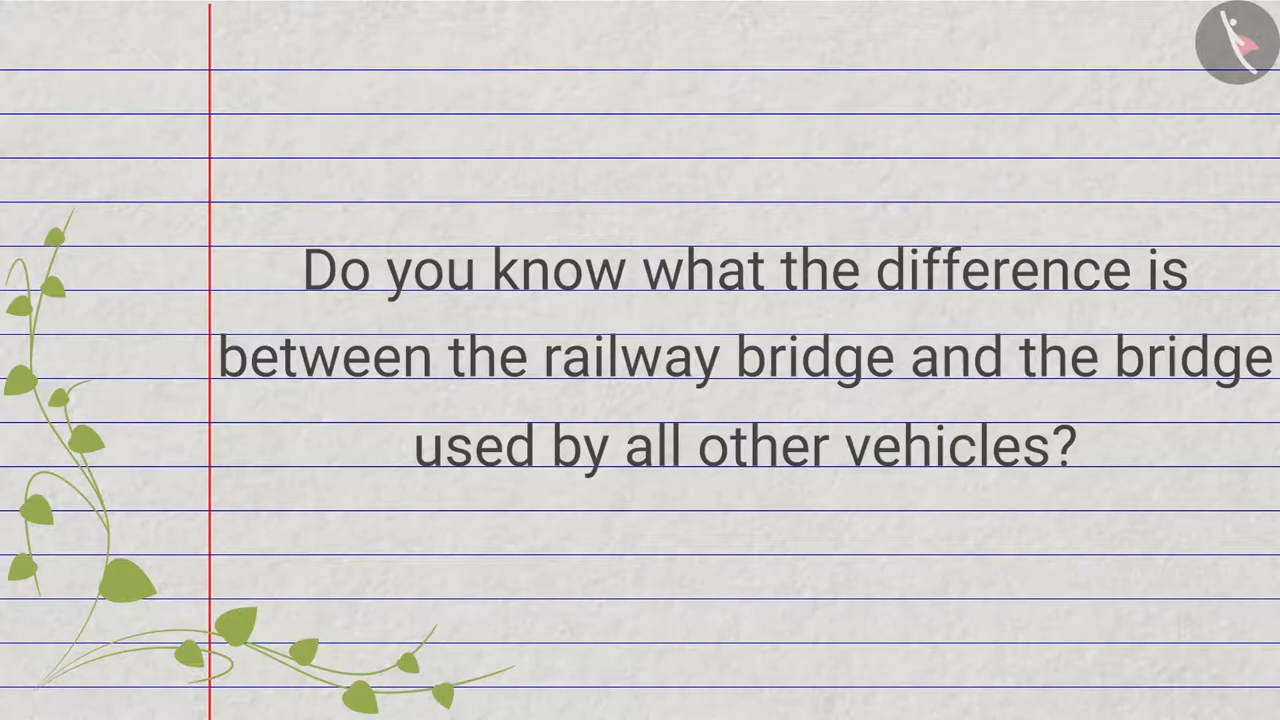 Do you know what the difference is
between the railway bridge and the bridge
used by all other vehicles?